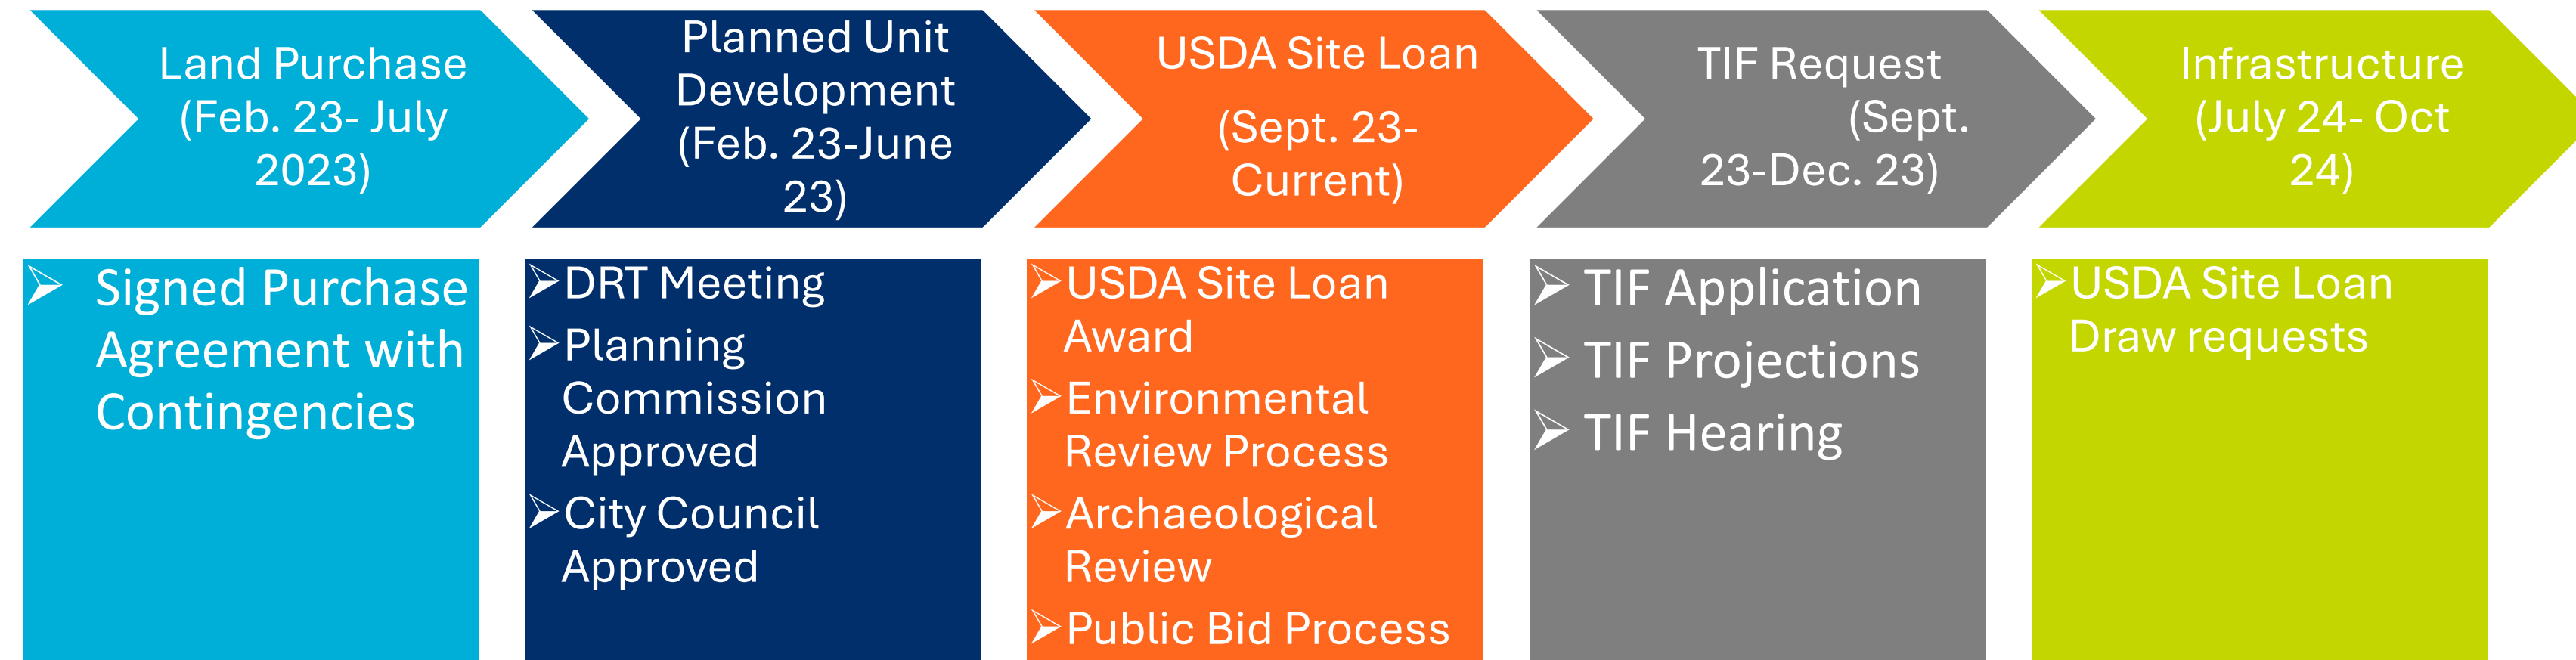 Land Purchase
(Feb. 23- July
2023)
Planned Unit
Development
(Feb. 23-June
23)
USDA Site Loan
(Sept. 23-
Current)
TIF Request
(Sept.
23-Dec. 23)
Infrastructure
(July 24- Oct
24)
➢ Signed Purchase
Agreement with
Contingencies
➢DRT Meeting
➢Planning
Commission
Approved
➢City Council
Approved
➢USDA Site Loan
Award
➢Environmental
Review Process
➢Archaeological
Review
➢Public Bid Process
➢ TIF Application
➢ TIF Projections
➢ TIF Hearing
➢USDA Site Loan
Draw requests